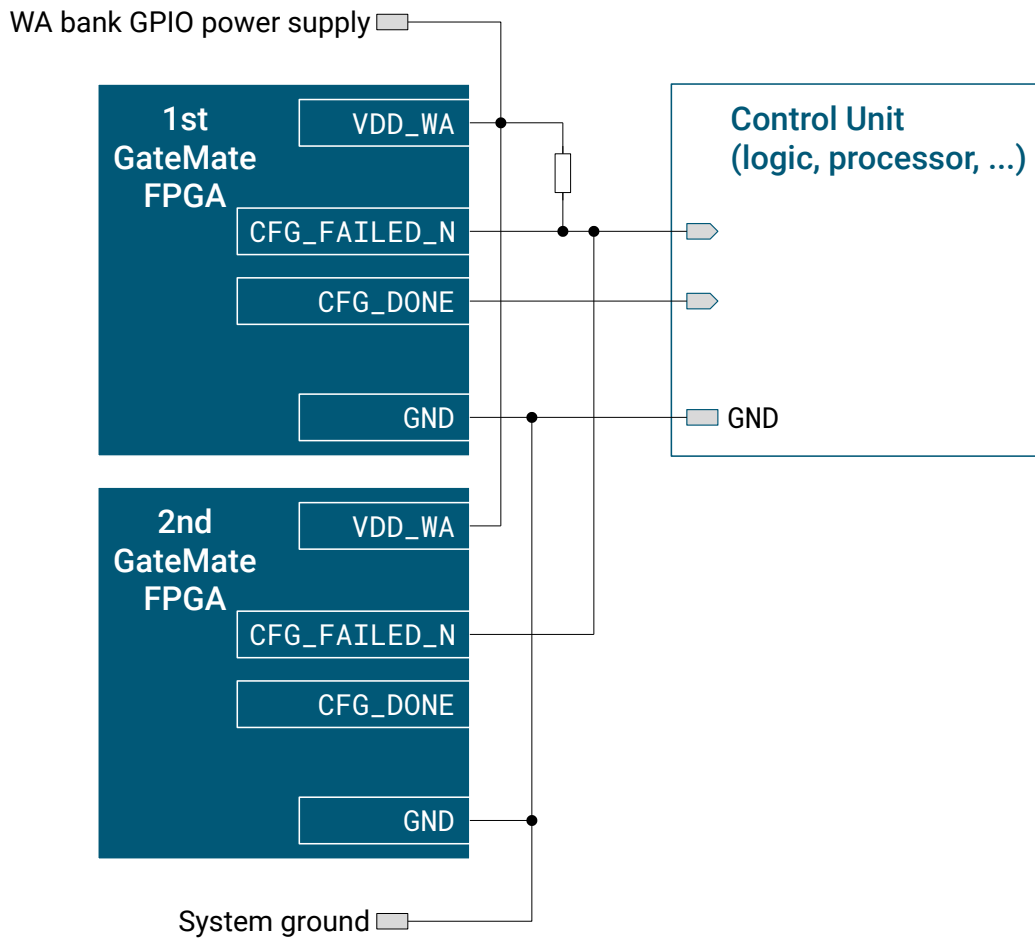 WA bank GPIO power supply
1st
GateMate
FPGA
VDD_WA
CFG_FAILED_N
CFG_DONE
GND
Control Unit
(logic, processor, ...)
GND
2nd
GateMate
FPGA
VDD_WA
CFG_FAILED_N
CFG_DONE
GND
System ground